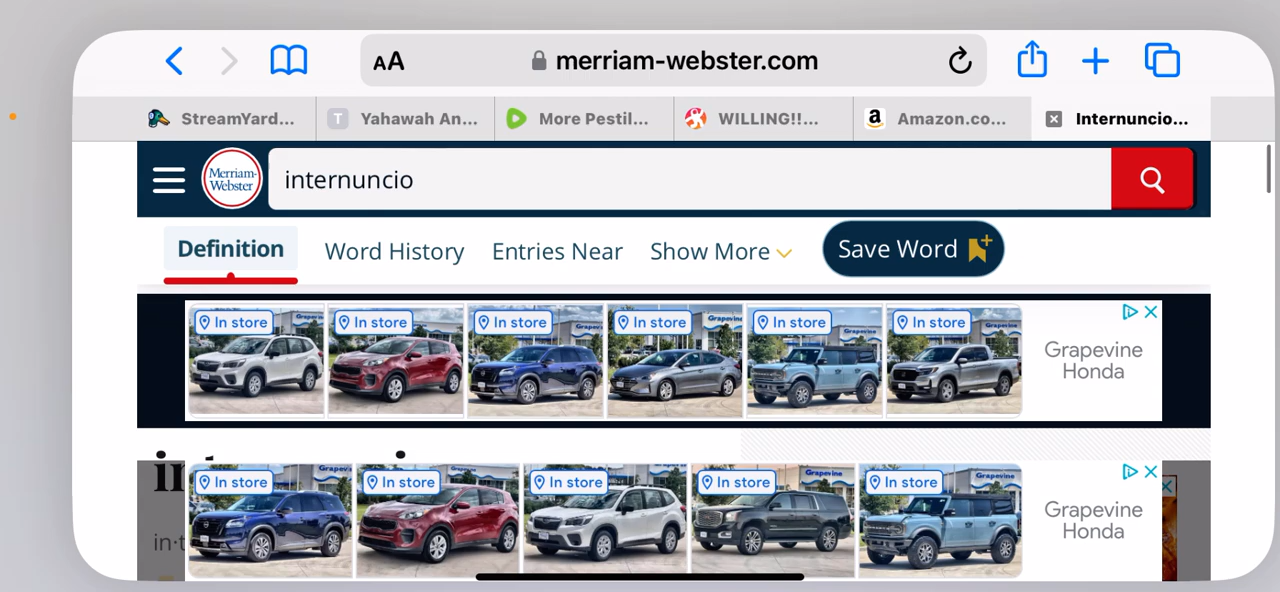 AA merriam-webster.com
StreamYard... Yahawah An... More Pestil... WILLING!!... Amazon.co... Internuncio...
Merriam-
Webster
internuncio
Definition Word History Entries Near Show More Save Word
In store In store In store In store In store In store
Grapevine
Honda
In store In store In store In store In store
Grapevine
Honda
in·t